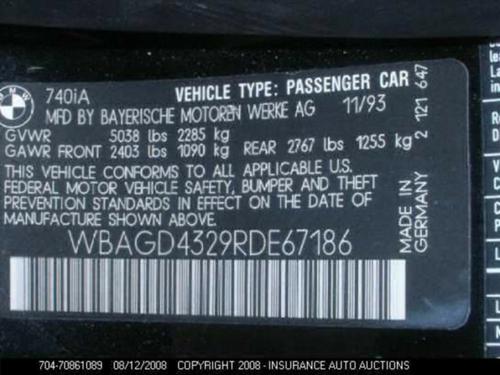 BMW
740iA VEHICLE TYPE: PASSENGER CAR
MFD BY BAYERISCHE MOTOREN WERKE AG 11/93
GVWR 5038 lbs 2285 kg
GAWR FRONT 2403 lbs 1090 kg REAR 2767 lbs 1255 kg
THIS VEHICLE CONFORMS TO ALL APPLICABLE U.S.
FEDERAL MOTOR VEHICLE SAFETY, BUMPER AND THEFT
PREVENTION STANDARDS IN EFFECT ON THE DATE OF
MANUFACTURE SHOWN ABOVE.
WBAGD4329RDE67186
MADE IN
GERMANY
2 121 647
704-70861089 08/12/2008 COPYRIGHT 2008 - INSURANCE AUTO AUCTIONS